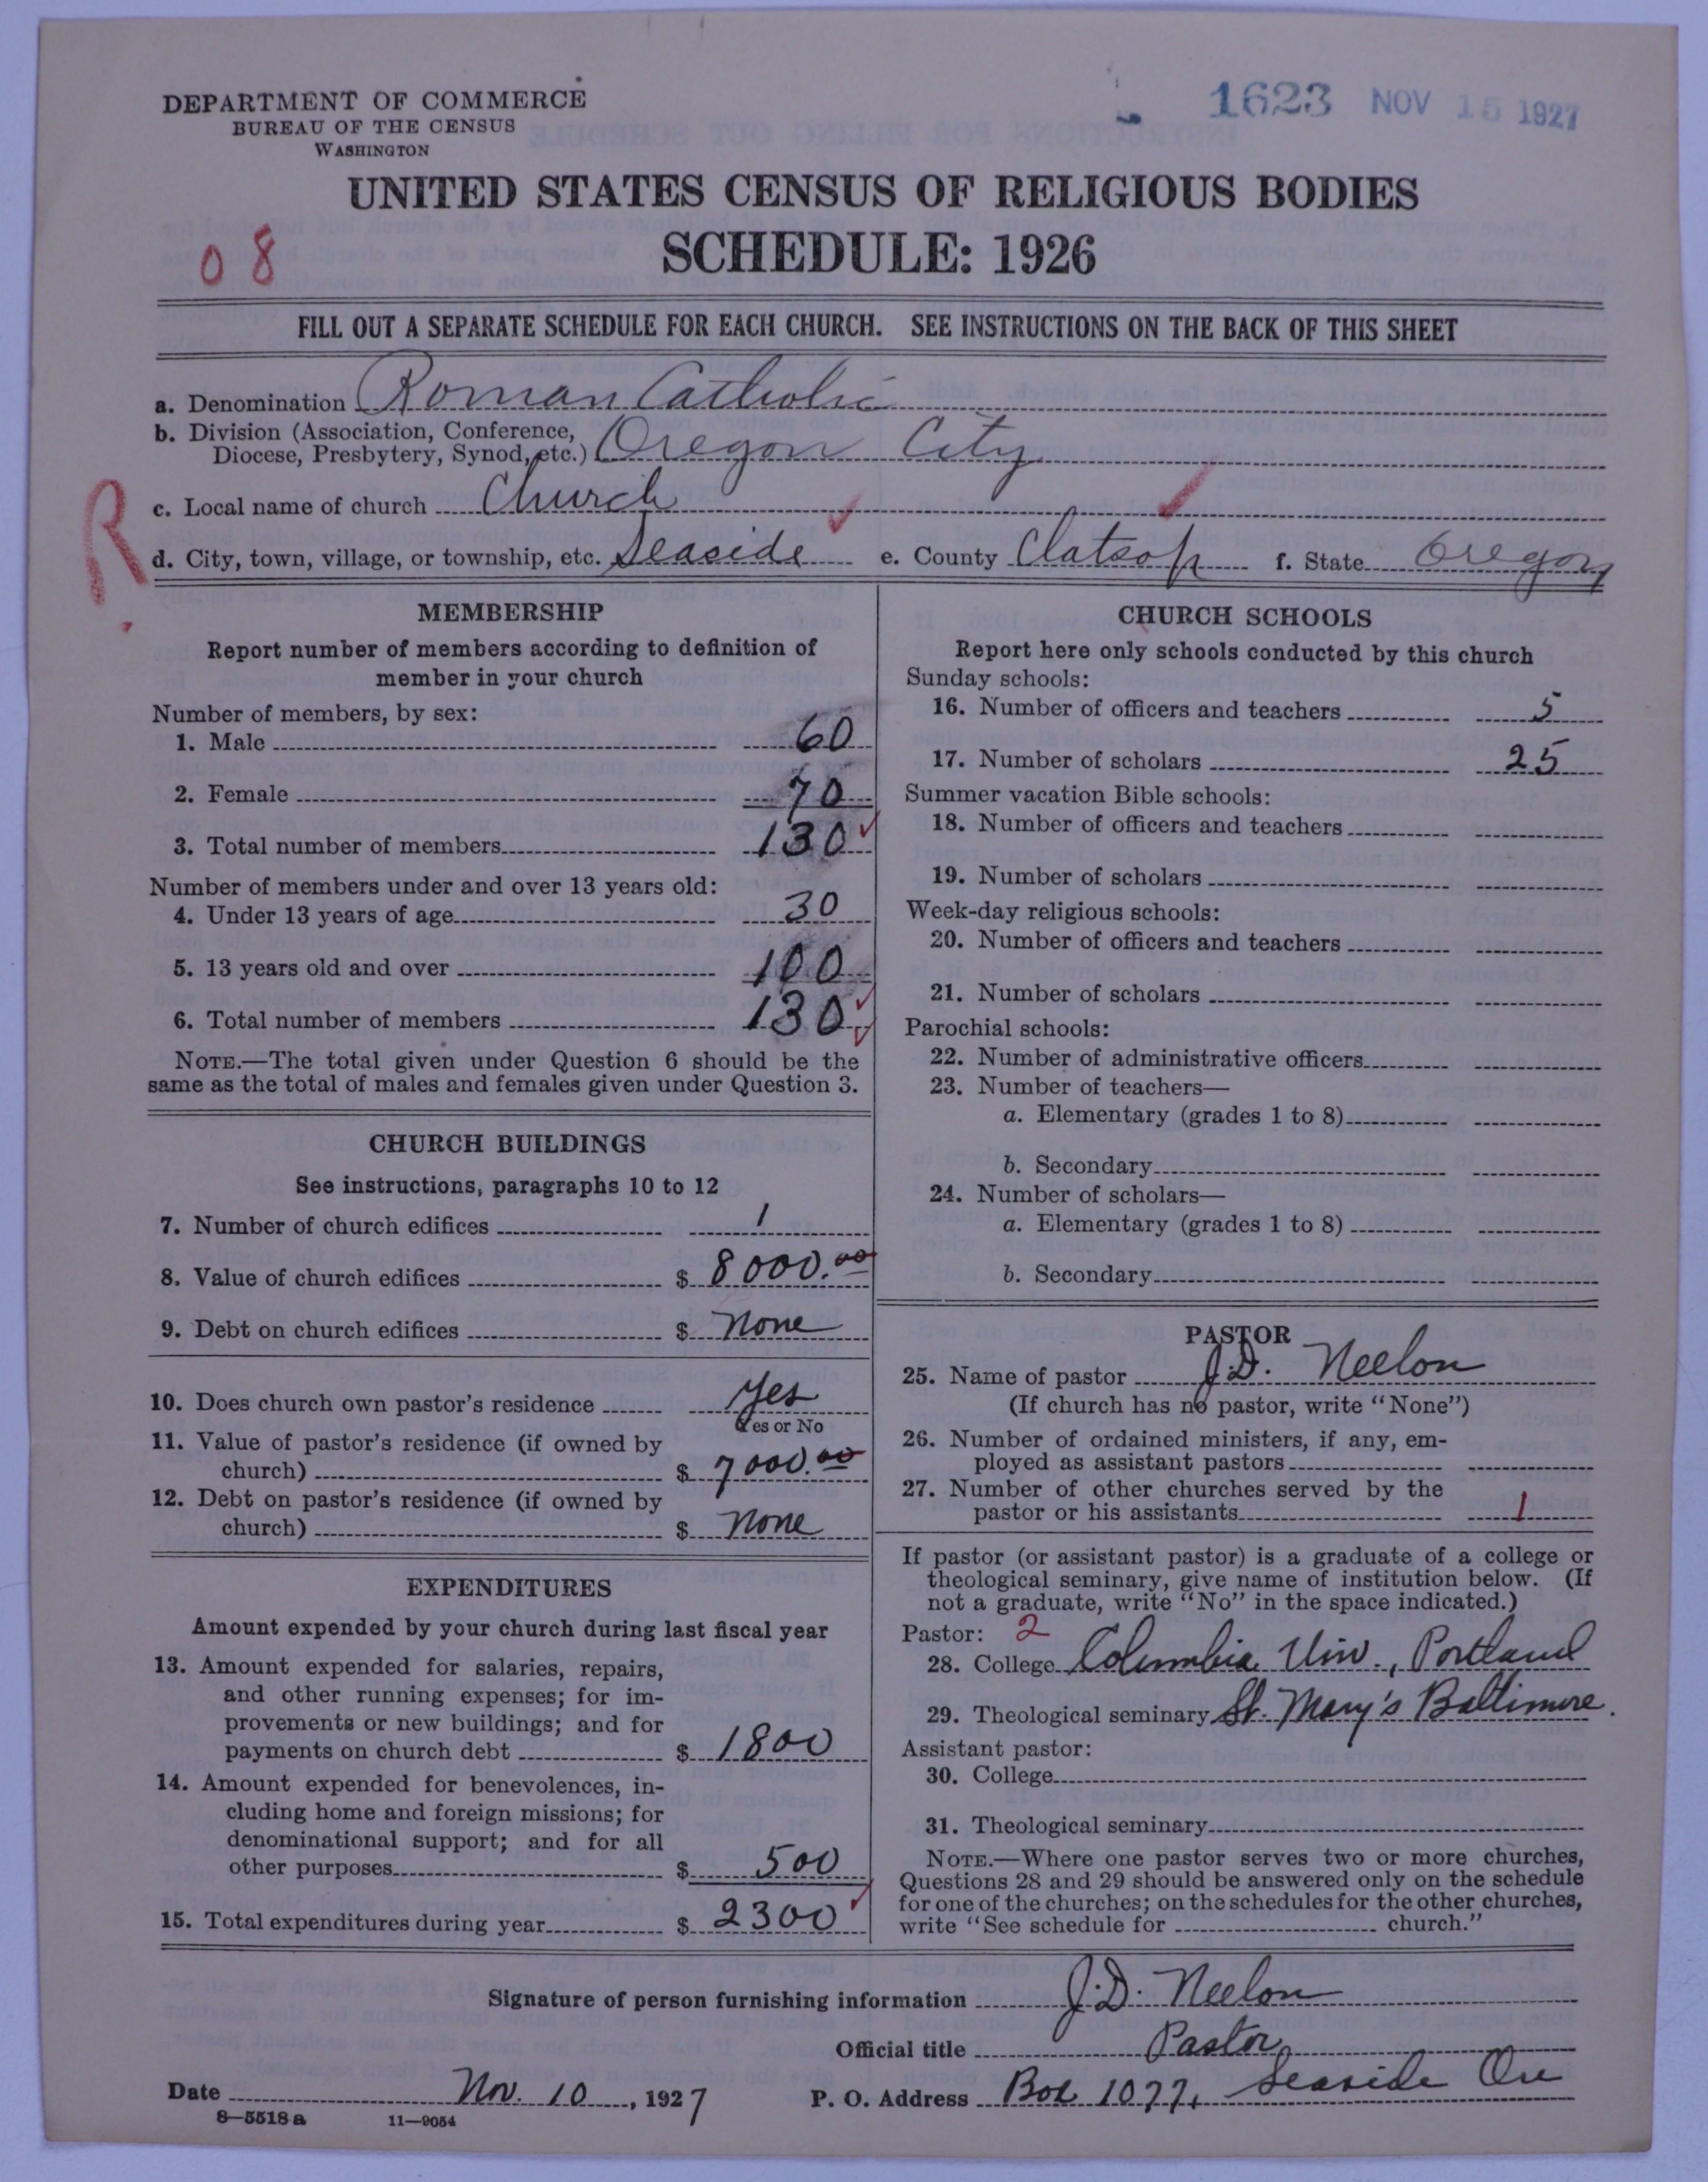 DEPARTMENT OF COMMERCE
BUREAU OF THE CENSUS
WASHINGTON
1623 NOV 15 1927
UNITED STATES CENSUS OF RELIGIOUS BODIES
SCHEDULE: 1926
08
FILL OUT A SEPARATE SCHEDULE FOR EACH CHURCH. SEE INSTRUCTIONS ON THE BACK OF THIS SHEET
a. Denomination Roman Catholic
b. Division (Association, Conference,
Diocese, Presbytery, Synod, etc.) Oregon City
c. Local name of church Church
R
d. City, town, village, or township, etc. Seaside e. County Clatsop f. State Oregon
MEMBERSHIP
Report number of members according to definition of
member in your church
Number of members, by sex:
1. Male 60
2. Female 70
3. Total number of members 130
Number of members under and over 13 years old:
4. Under 13 years of age 30
5. 13 years old and over 100
6. Total number of members 130
NOTE.—The total given under Question 6 should be the
same as the total of males and females given under Question 3.
CHURCH BUILDINGS
See instructions, paragraphs 10 to 12
7. Number of church edifices 1
8. Value of church edifices $ 8000.00
9. Debt on church edifices $ None
10. Does church own pastor's residence Yes
Yes or No
11. Value of pastor's residence (if owned by
church) $ 7000.00
12. Debt on pastor's residence (if owned by
church) $ None
EXPENDITURES
Amount expended by your church during last fiscal year
13. Amount expended for salaries, repairs,
and other running expenses; for im-
provements or new buildings; and for
payments on church debt $ 1800
14. Amount expended for benevolences, in-
cluding home and foreign missions; for
denominational support; and for all
other purposes $ 500
15. Total expenditures during year $ 2300
CHURCH SCHOOLS
Report here only schools conducted by this church
Sunday schools:
16. Number of officers and teachers 5
17. Number of scholars 25
Summer vacation Bible schools:
18. Number of officers and teachers
19. Number of scholars
Week-day religious schools:
20. Number of officers and teachers
21. Number of scholars
Parochial schools:
22. Number of administrative officers
23. Number of teachers—
a. Elementary (grades 1 to 8)
b. Secondary
24. Number of scholars—
a. Elementary (grades 1 to 8)
b. Secondary
PASTOR
25. Name of pastor J.D. Neelon
(If church has no pastor, write "None")
26. Number of ordained ministers, if any, em-
ployed as assistant pastors
27. Number of other churches served by the
pastor or his assistants 1
If pastor (or assistant pastor) is a graduate of a college or
theological seminary, give name of institution below. (If
not a graduate, write "No" in the space indicated.)
Pastor: 2
28. College Columbia Univ., Portland
29. Theological seminary St. Mary's Baltimore.
Assistant pastor:
30. College
31. Theological seminary
NOTE.—Where one pastor serves two or more churches,
Questions 28 and 29 should be answered only on the schedule
for one of the churches; on the schedules for the other churches,
write "See schedule for church."
Signature of person furnishing information J.D. Neelon
Official title Pastor
Date Nov. 10, 1927 P. O. Address Box 1077, Seaside Ore
8—5518a 11—9054